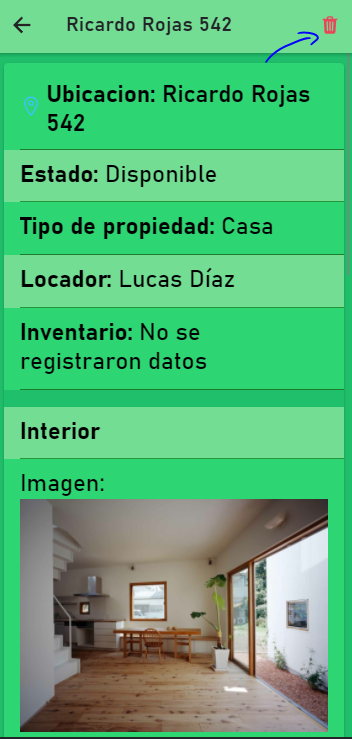 Ricardo Rojas 542
Ubicacion: Ricardo Rojas
542
Estado: Disponible
Tipo de propiedad: Casa
Locador: Lucas Díaz
Inventario: No se
registraron datos
Interior
Imagen: